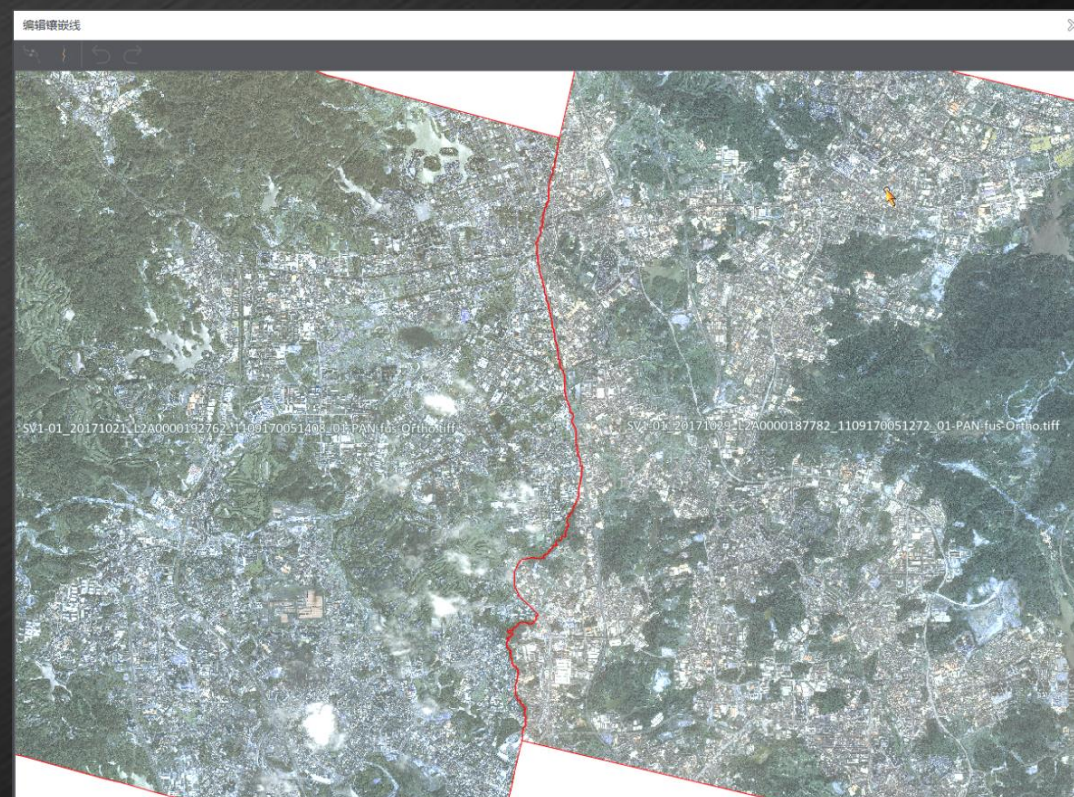 编辑镶嵌线
SV1-01_20171021_L2A0000192762_1109170051408_01-PAN-fus-Ortho.tiff
SV1-01_20171029_L2A0000187782_1109170051272_01-PAN-fus-Ortho.tiff